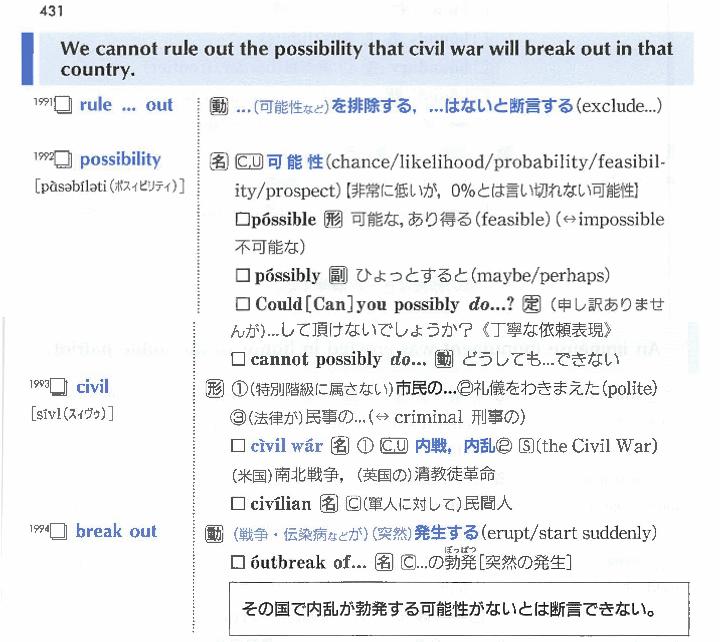 431
We cannot rule out the possibility that civil war will break out in that
country.
1991□ rule … out 動 …(可能性など)を排除する，…はないと断言する(exclude…)
1992□ possibility 名 C,U 可能性(chance/likelihood/probability/feasibil-
[pàsəbíləti(ポスィビリティ)] ity/prospect)【非常に低いが，0%とは言い切れない可能性】
□póssible 形 可能な，あり得る(feasible)(↔impossible
不可能な)
□ póssibly 副 ひょっとすると(maybe/perhaps)
□ Could[Can]you possibly do…? 定 (申し訳ありませ
んが)…して頂けないでしょうか？《丁寧な依頼表現》
□ cannot possibly do… 動 どうしても…できない
1993□ civil 形 ①(特別階級に属さない)市民の…②礼儀をわきまえた(polite)
[sívl(スィヴゥ)] ③(法律が)民事の…(↔ criminal 刑事の)
□ cìvil wár 名 ① C,U 内戦，内乱② S(the Civil War)
(米国)南北戦争，(英国の)清教徒革命
□ civílian 名 C(軍人に対して)民間人
1994□ break out 動 (戦争・伝染病などが)(突然)発生する(erupt/start suddenly)
□ óutbreak of… 名 C…の勃発[突然の発生]
ぼっぱつ
その国で内乱が勃発する可能性がないとは断言できない。